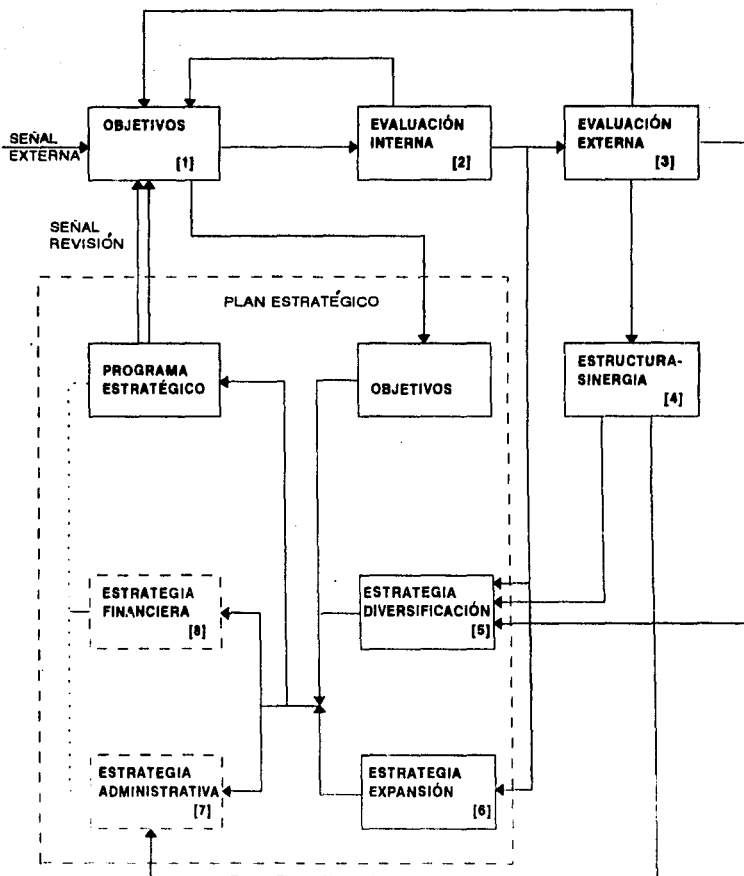 OBJETIVOS
[1]
EVALUACIÓN
INTERNA
[2]
EVALUACIÓN
EXTERNA
[3]
SEÑAL
EXTERNA
SEÑAL
REVISIÓN
PLAN ESTRATÉGICO
PROGRAMA
ESTRATÉGICO
OBJETIVOS
ESTRUCTURA-
SINERGIA
[4]
ESTRATEGIA
FINANCIERA
[8]
ESTRATEGIA
DIVERSIFICACIÓN
[5]
ESTRATEGIA
ADMINISTRATIVA
[7]
ESTRATEGIA
EXPANSIÓN
[6]